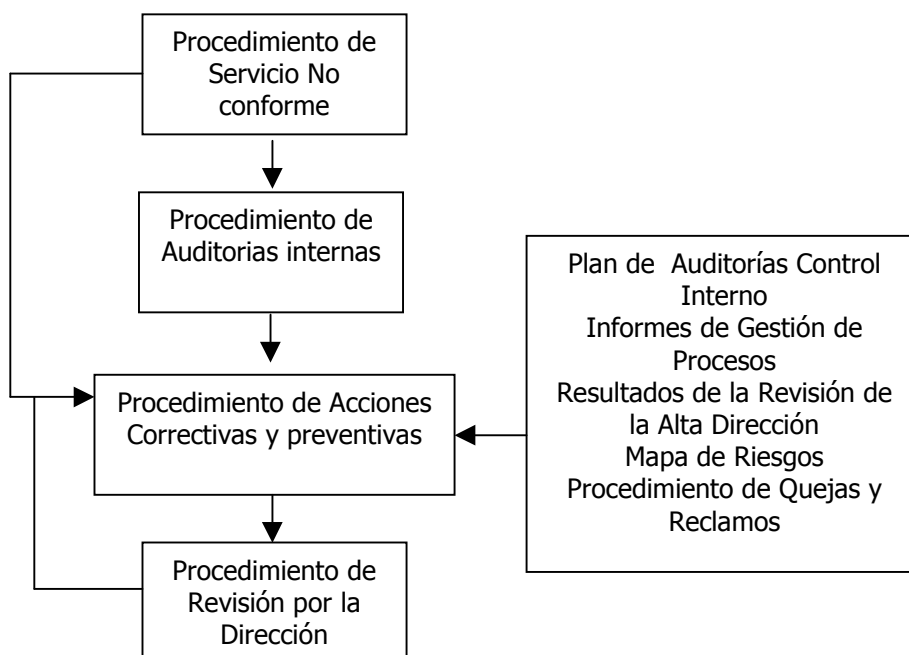 Procedimiento de
Servicio No
conforme
Procedimiento de
Auditorias internas
Procedimiento de Acciones
Correctivas y preventivas
Procedimiento de
Revisión por la
Dirección
Plan de Auditorías Control
Interno
Informes de Gestión de
Procesos
Resultados de la Revisión de
la Alta Dirección
Mapa de Riesgos
Procedimiento de Quejas y
Reclamos